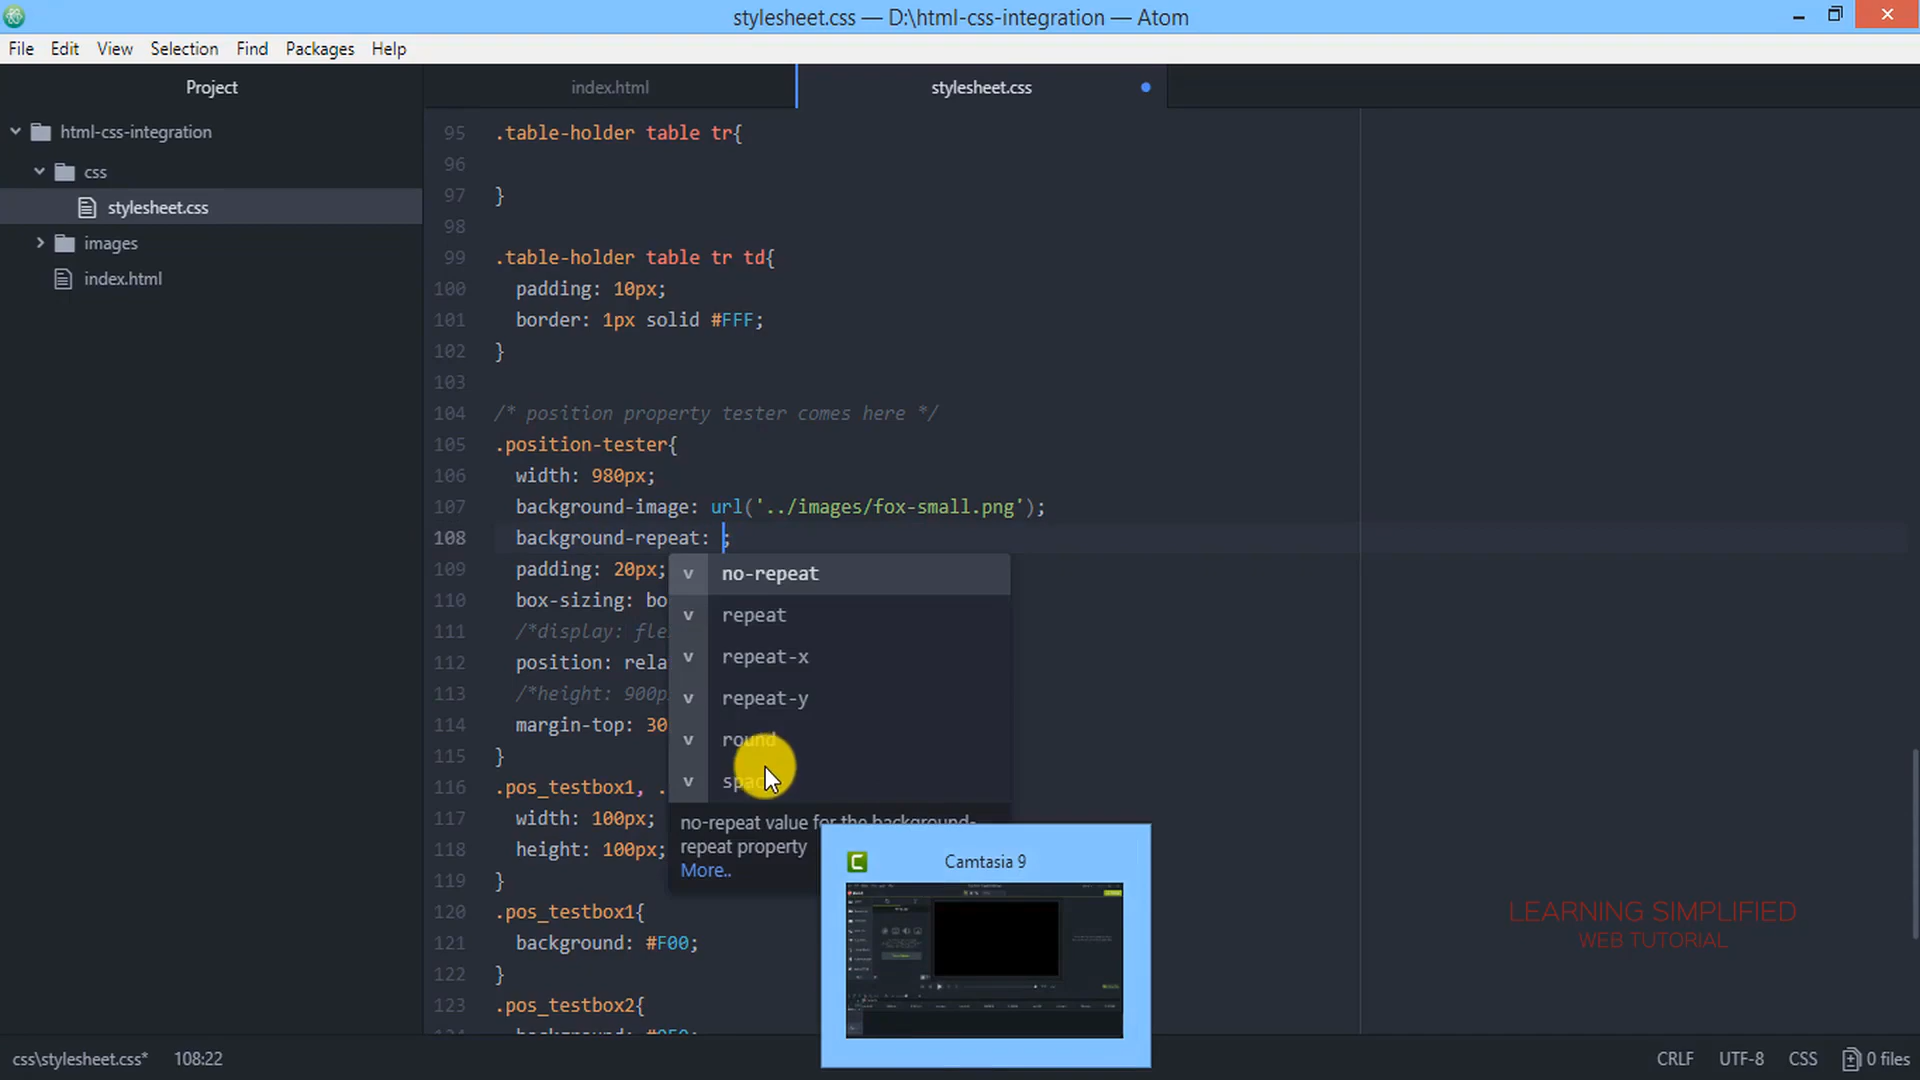 stylesheet.css — D:\html-css-integration — Atom
File Edit View Selection Find Packages Help
Project
index.html
stylesheet.css
html-css-integration
css
stylesheet.css
images
index.html
95 .table-holder table tr{
96
97 }
98
99 .table-holder table tr td{
100 padding: 10px;
101 border: 1px solid #FFF;
102 }
103
104 /* position property tester comes here */
105 .position-tester{
106 width: 980px;
107 background-image: url('../images/fox-small.png');
108 background-repeat: ;
109 padding: 20px;
110 box-sizing: bo
111 /*display: fle
112 position: rela
113 /*height: 900p
114 margin-top: 30
115 }
116 .pos_testbox1, .
117 width: 100px;
118 height: 100px;
119 }
120 .pos_testbox1{
121 background: #F00;
122 }
123 .pos_testbox2{
v no-repeat
v repeat
v repeat-x
v repeat-y
v round
v space
no-repeat value for the background-
repeat property
More..
Camtasia 9
LEARNING SIMPLIFIED
WEB TUTORIAL
css\stylesheet.css* 108:22
CRLF UTF-8 CSS 0 files